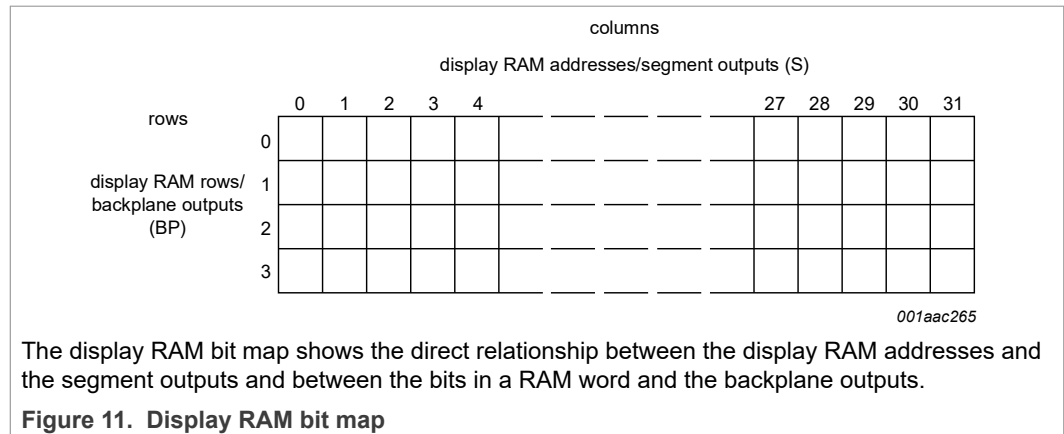 columns
display RAM addresses/segment outputs (S)
0 1 2 3 4 27 28 29 30 31
rows
0
display RAM rows/
backplane outputs
(BP)
1
2
3
001aac265
The display RAM bit map shows the direct relationship between the display RAM addresses and
the segment outputs and between the bits in a RAM word and the backplane outputs.
Figure 11. Display RAM bit map